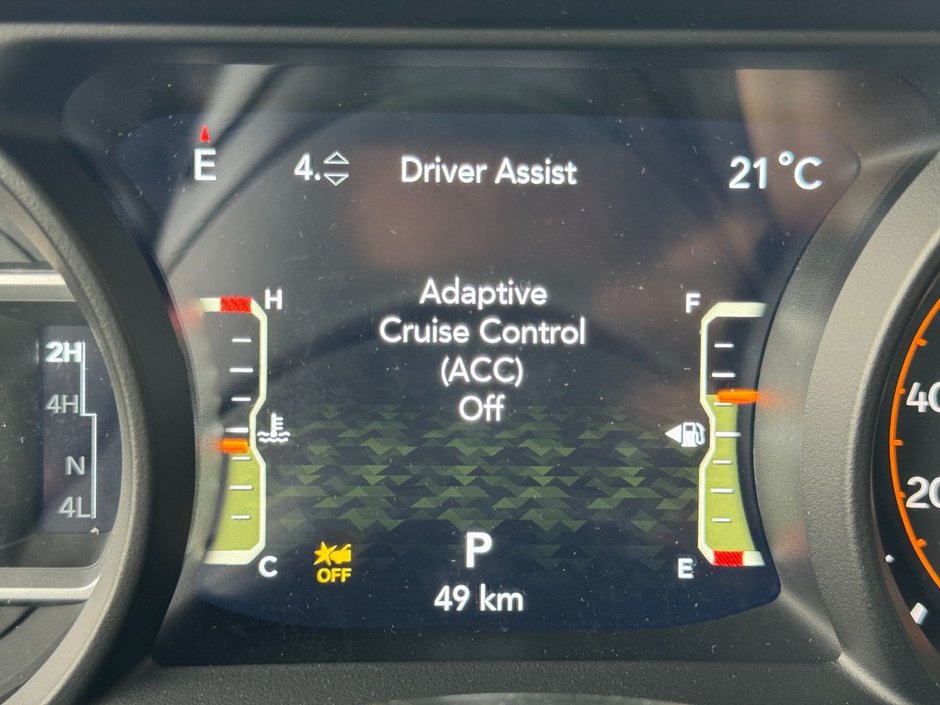 E
4.
Driver Assist
21 °C
H
F
Adaptive
Cruise Control
(ACC)
Off
2H
4H
N
4L
C
OFF
P
E
49 km
40
20